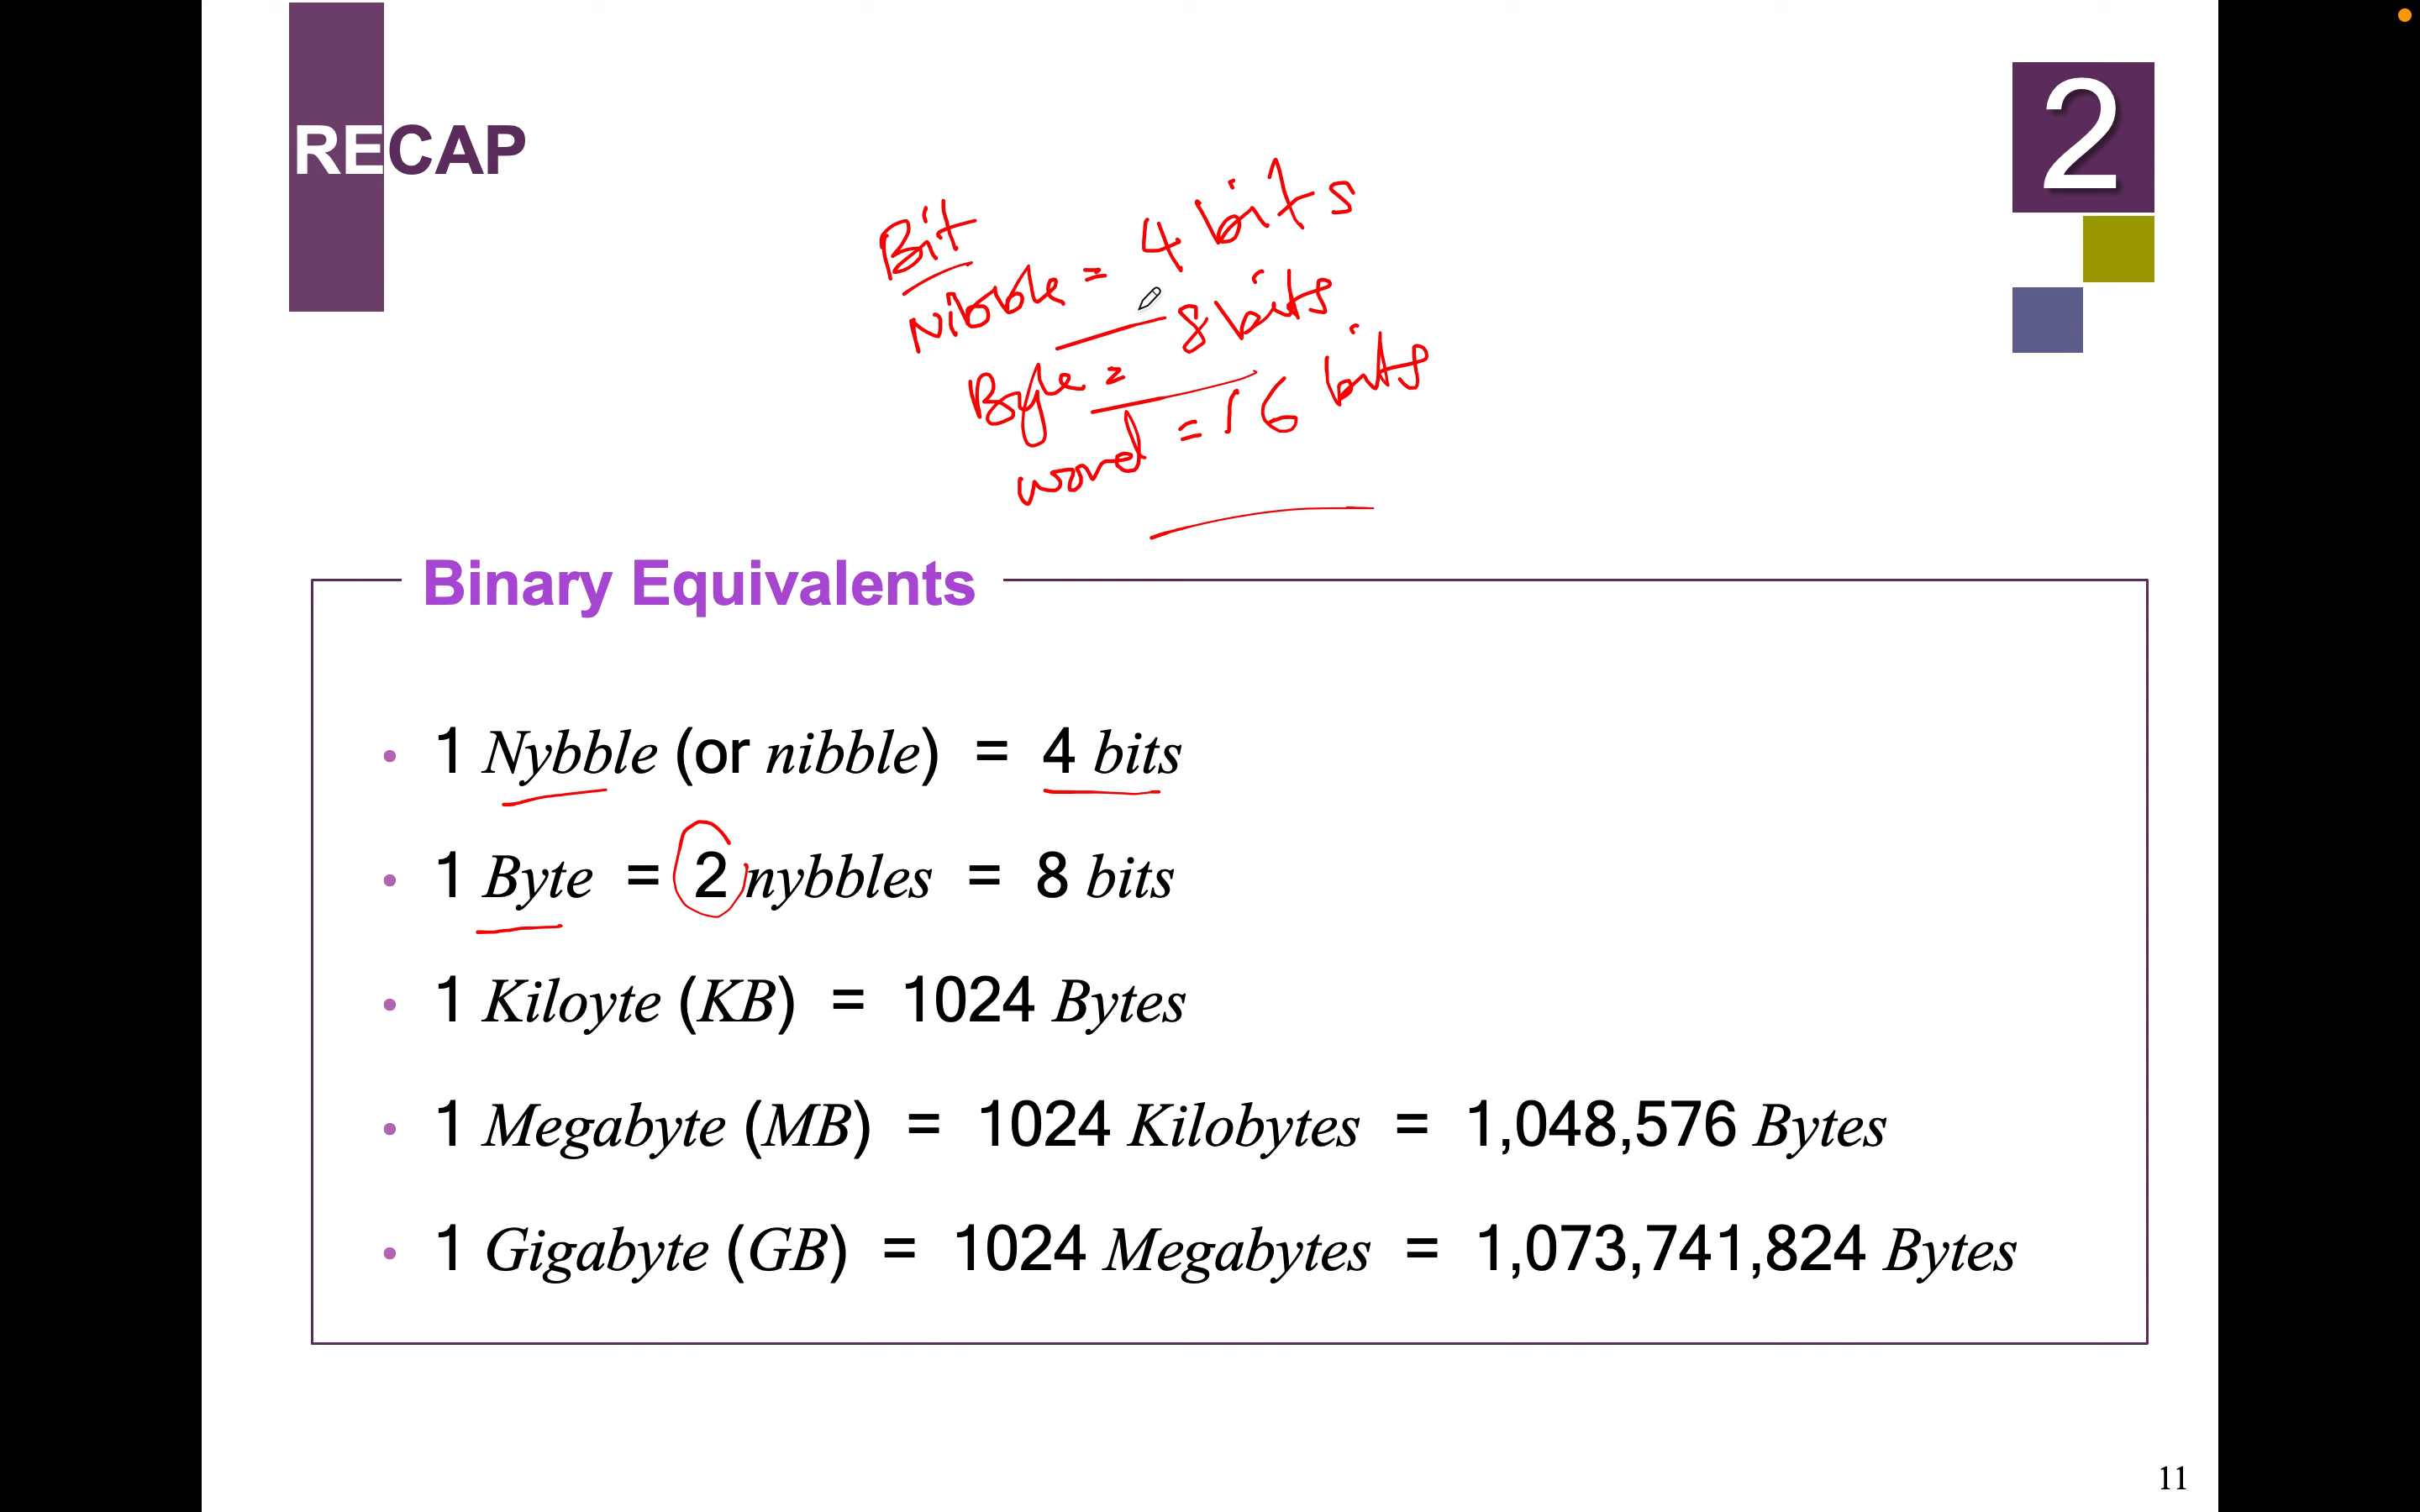 RECAP
2
Bit
Nibble = 4 bits
Byte = 8 bits
word = 16 bits
Binary Equivalents
• 1 Nybble (or nibble) = 4 bits
• 1 Byte = 2 nybbles = 8 bits
• 1 Kiloyte (KB) = 1024 Bytes
• 1 Megabyte (MB) = 1024 Kilobytes = 1,048,576 Bytes
• 1 Gigabyte (GB) = 1024 Megabytes = 1,073,741,824 Bytes
11